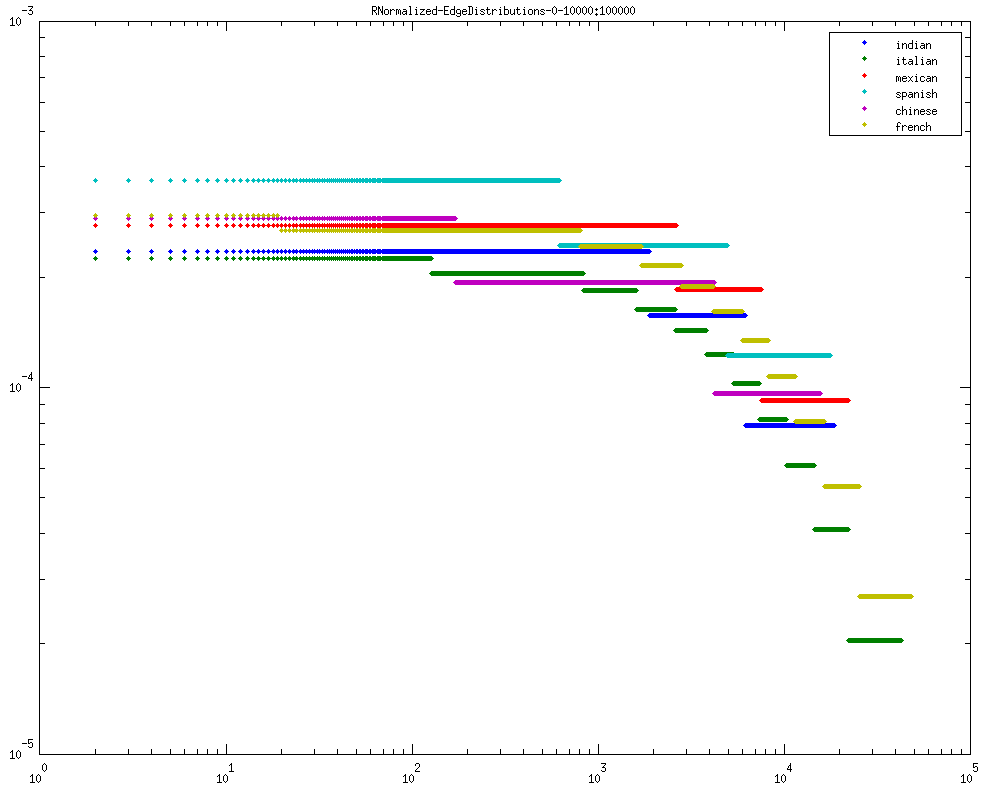 RNormalized-EdgeDistributions-0-10000:100000
10^-3
indian
italian
mexican
spanish
chinese
french
10^-4
10^-5
10^0 10^1 10^2 10^3 10^4 10^5